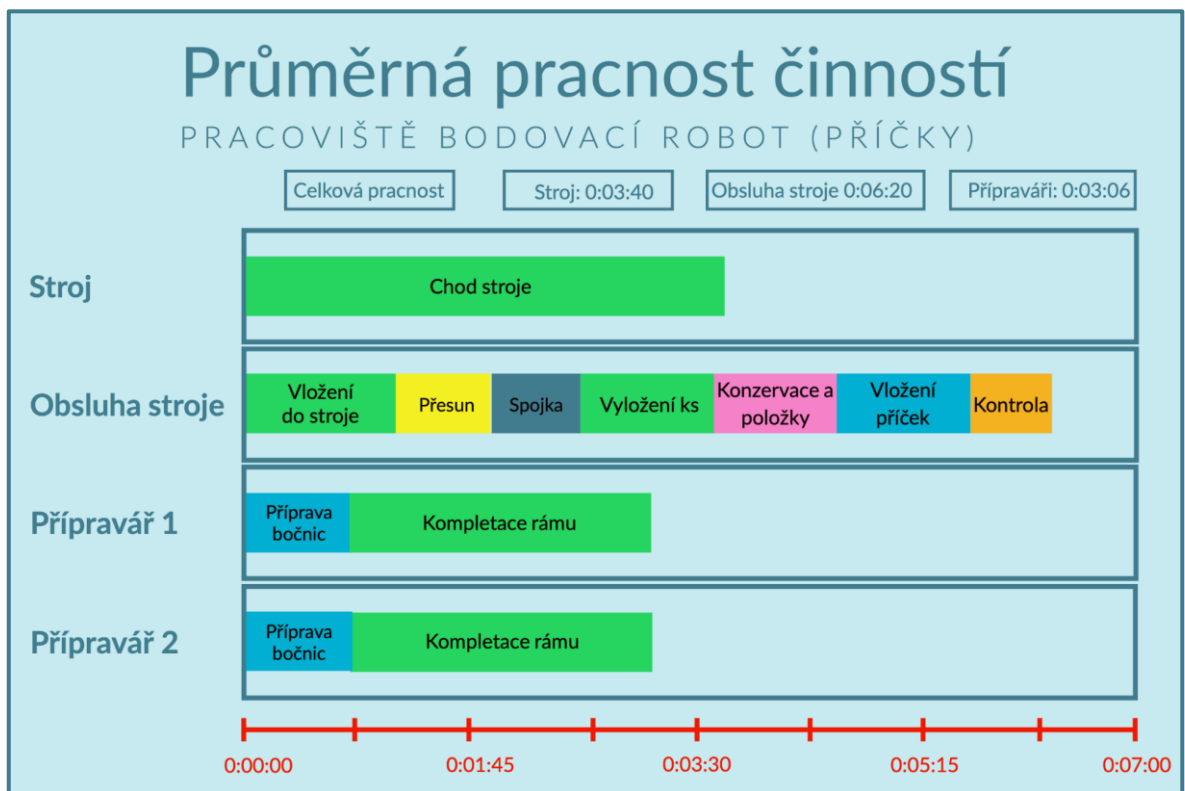 Průměrná pracnost činností
PRACOVIŠTĚ BODOVACÍ ROBOT (PŘÍČKY)
Celková pracnost
Stroj: 0:03:40
Obsluha stroje 0:06:20
Přípraváři: 0:03:06
Stroj
Chod stroje
Obsluha stroje
Vložení
do stroje
Přesun
Spojka
Vyložení ks
Konzervace a
položky
Vložení
příček
Kontrola
Přípravář 1
Příprava
bočnic
Kompletace rámu
Přípravář 2
Příprava
bočnic
Kompletace rámu
0:00:00
0:01:45
0:03:30
0:05:15
0:07:00